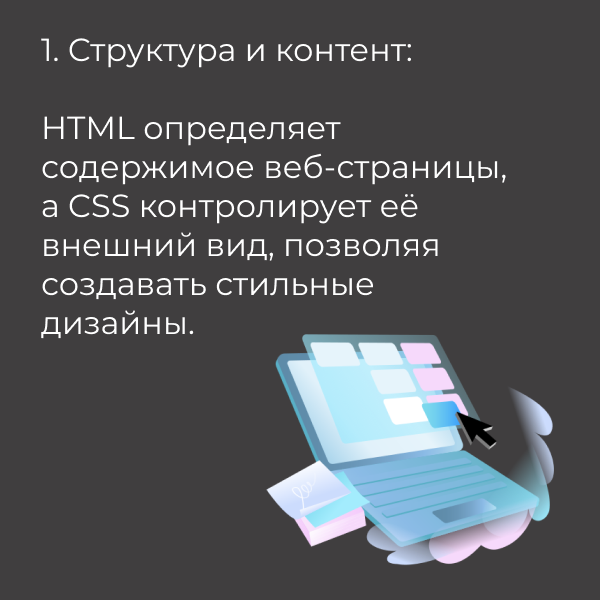 1. Структура и контент:
HTML определяет
содержимое веб-страницы,
а CSS контролирует её
внешний вид, позволяя
создавать стильные
дизайны.